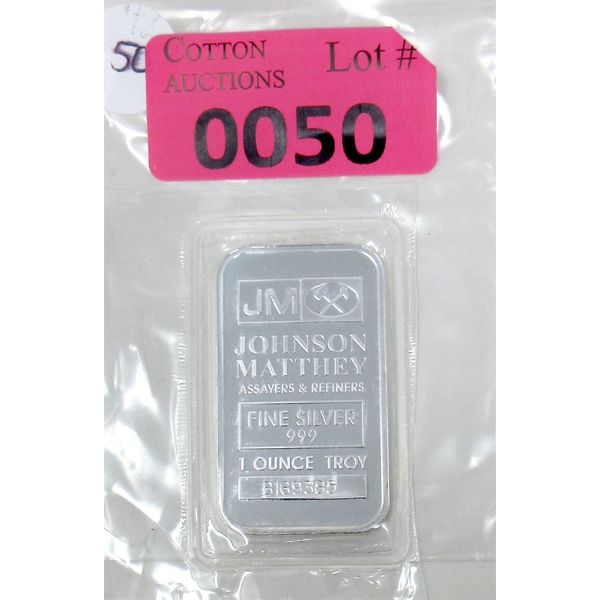 50
COTTON Lot #
AUCTIONS
0050
JM
JOHNSON
MATTHEY
ASSAYERS & REFINERS
FINE SILVER
999
1 OUNCE TROY